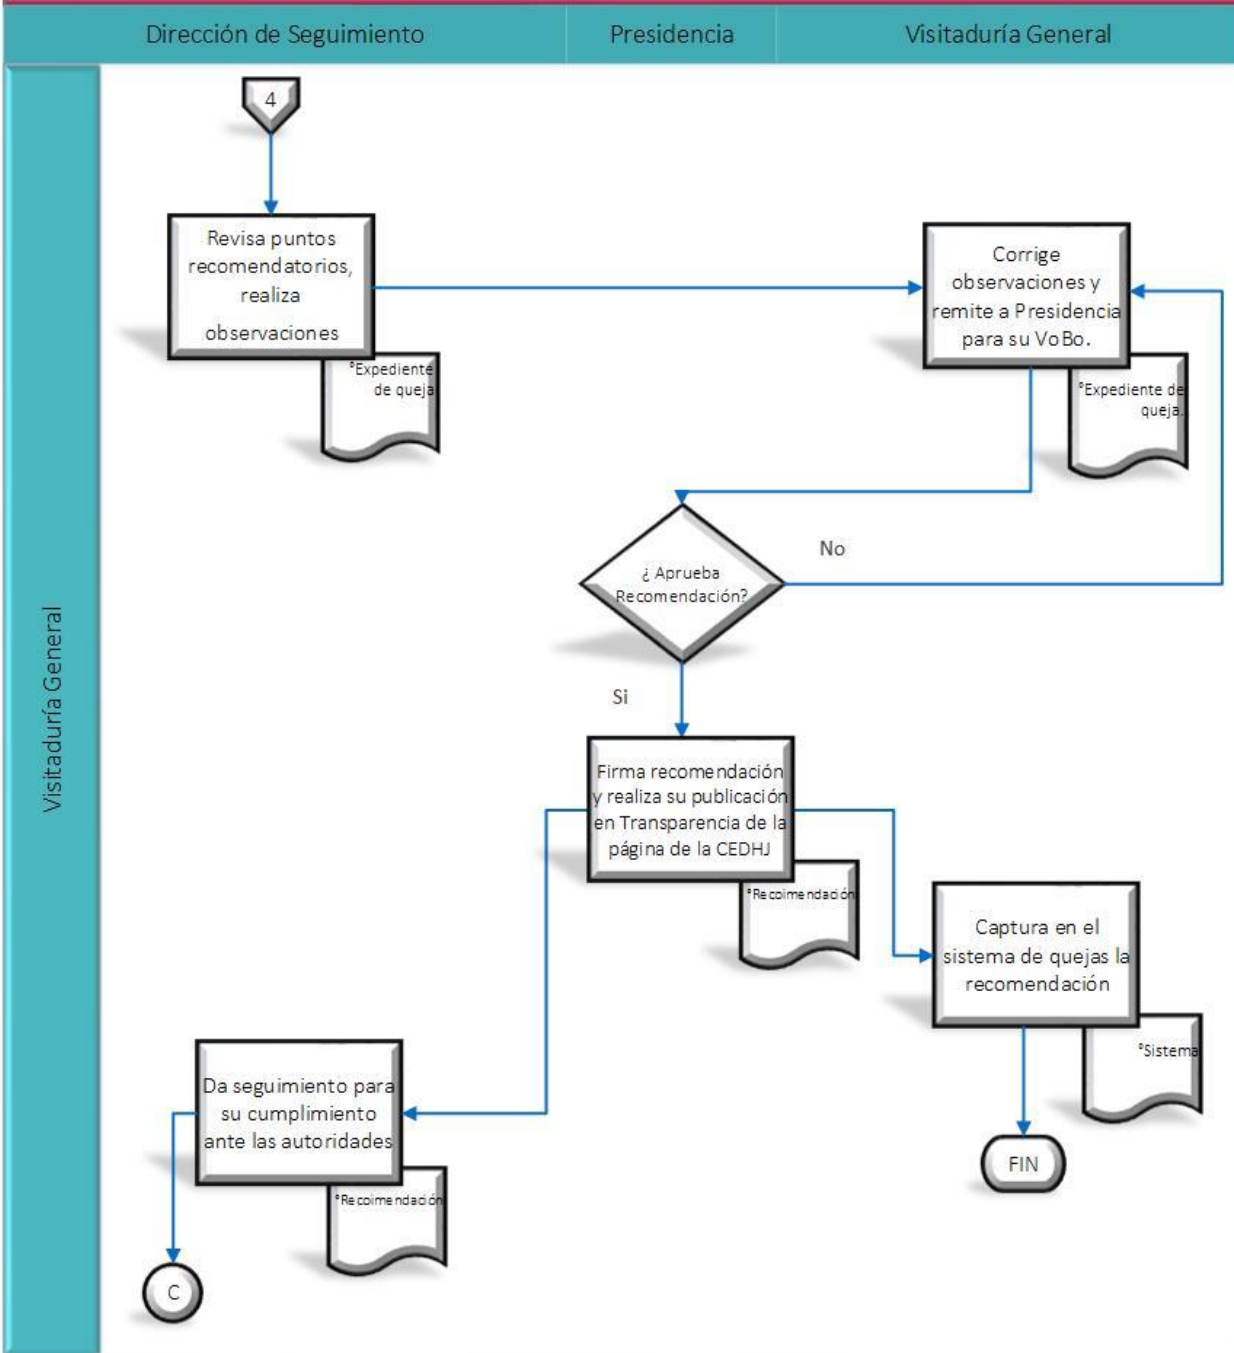 Dirección de Seguimiento
Presidencia
Visitaduría General
Visitaduría General
4
Revisa puntos
recomendatorios,
realiza
observaciones
°Expediente
de queja
Corrige
observaciones y
remite a Presidencia
para su VoBo.
°Expediente de
queja.
¿ Aprueba
Recomendación?
No
Si
Firma recomendación
y realiza su publicación
en Transparencia de la
página de la CEDHJ
°Recoimendación
Captura en el
sistema de quejas la
recomendación
°Sistema
FIN
Da seguimiento para
su cumplimiento
ante las autoridades
°Recoimendación
C